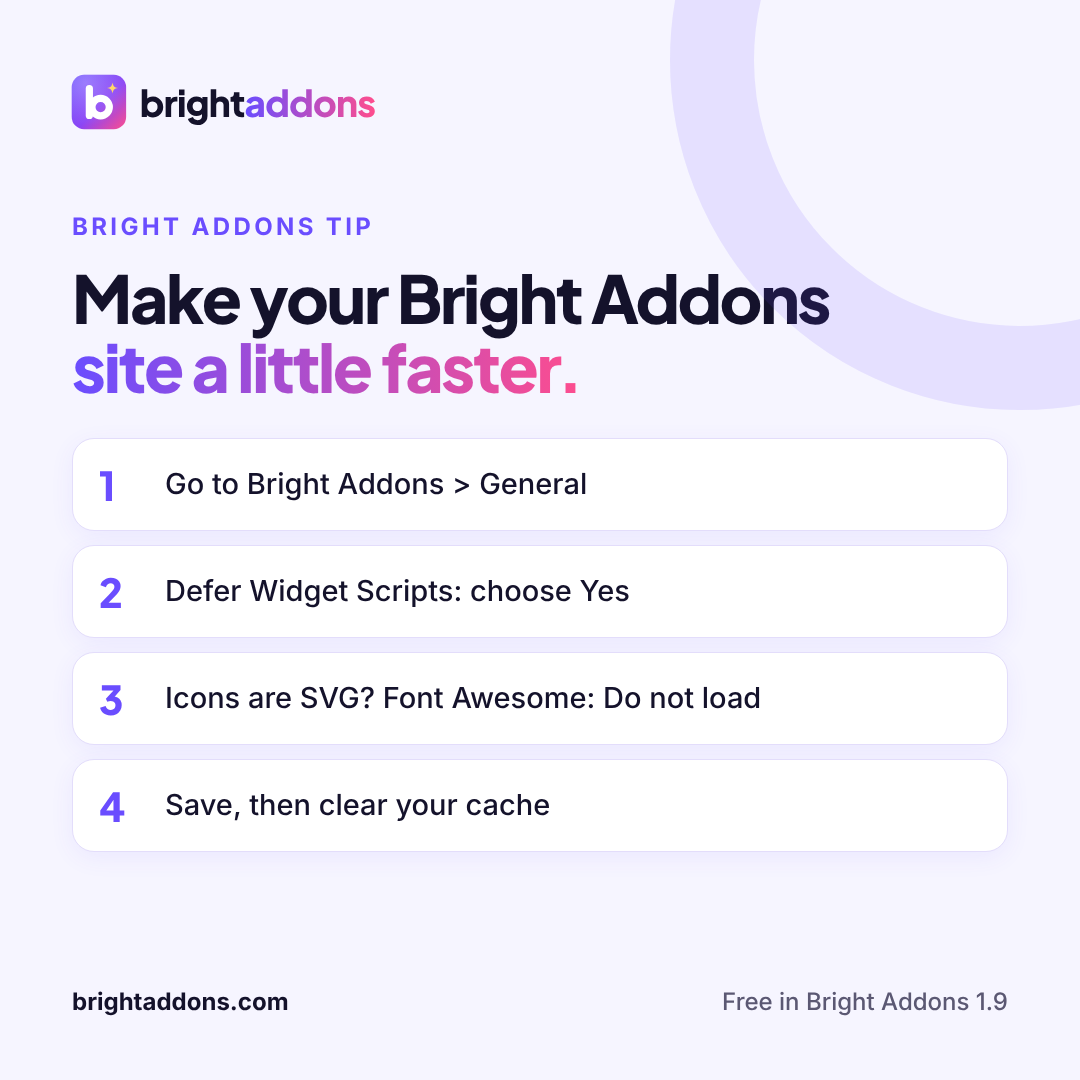 brightaddons
BRIGHT ADDONS TIP
Make your Bright Addons
site a little faster.
1 Go to Bright Addons > General
2 Defer Widget Scripts: choose Yes
3 Icons are SVG? Font Awesome: Do not load
4 Save, then clear your cache
brightaddons.com
Free in Bright Addons 1.9